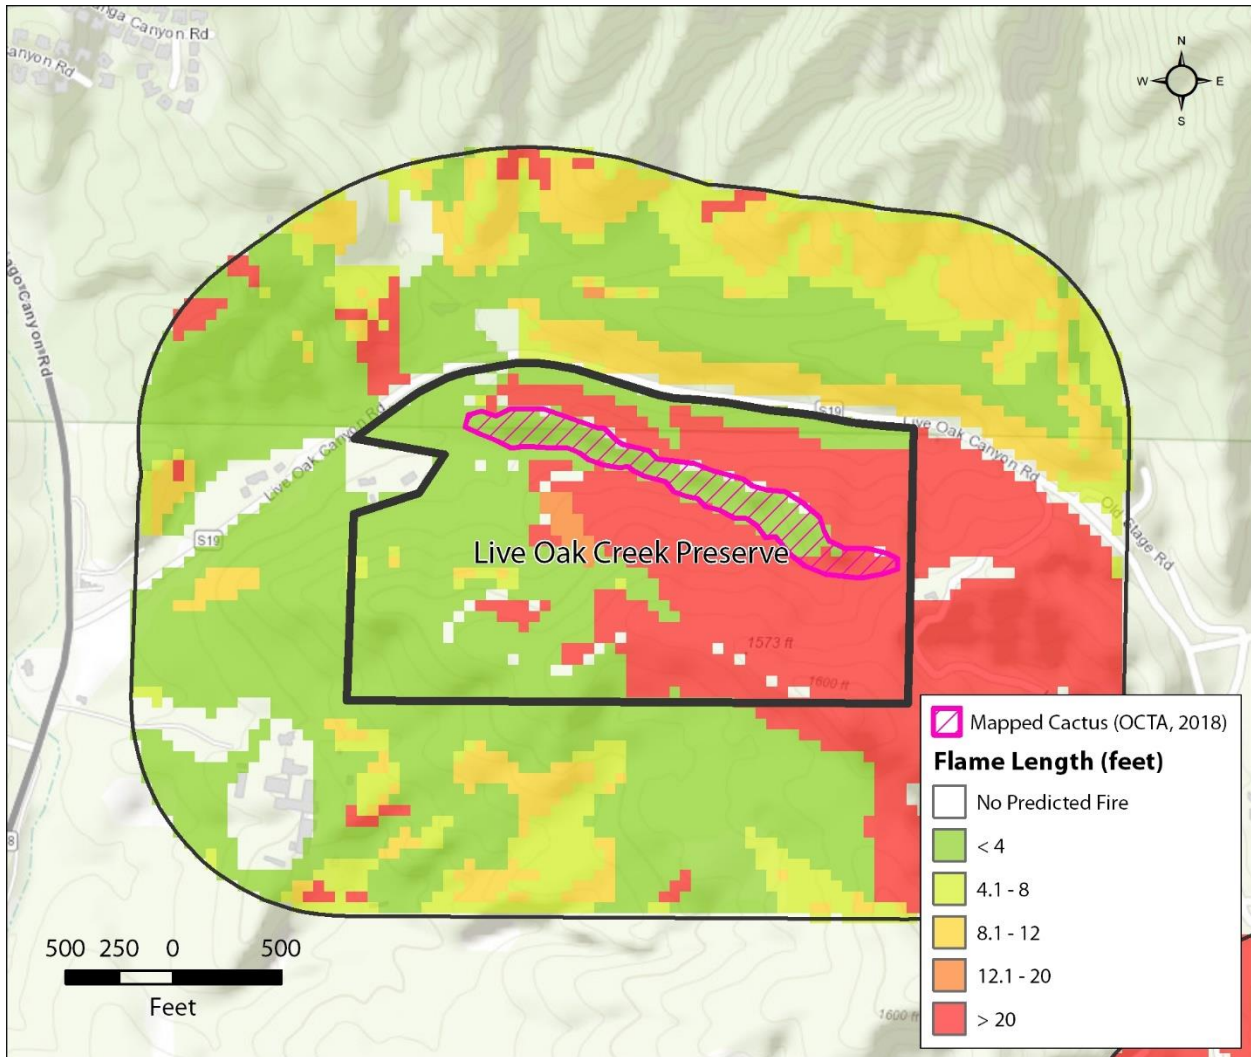 Canyon Rd
anyon Rd
N
W
E
S
Canyon Rd
S19
Live Oak Canyon Rd
Live Oak Canyon Rd
Old Stage Rd
S19
Live Oak Creek Preserve
1573 ft
1600 ft
8
500 250 0 500
Feet
1600 ft
Mapped Cactus (OCTA, 2018)
Flame Length (feet)
No Predicted Fire
< 4
4.1 - 8
8.1 - 12
12.1 - 20
> 20